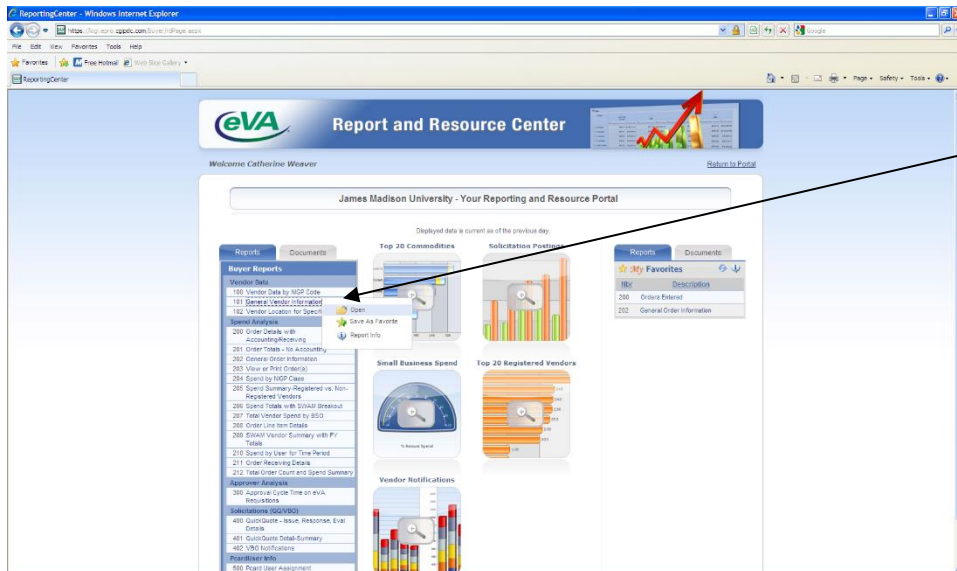 ReportingCenter - Windows Internet Explorer
Google
File Edit View Favorites Tools Help
Favorites Free Hotmail Web Slice Gallery
ReportingCenter
Page Safety Tools
eVA Report and Resource Center
Welcome Catherine Weaver
Return to Portal
James Madison University - Your Reporting and Resource Portal
Displayed data is current as of the previous day.
Reports Documents
Buyer Reports
Vendor Data
100 Vendor Data by NIGP Code
101 General Vendor Information
102 Vendor Location for Specifi
Open
Save As Favorite
Report Info
Spend Analysis
200 Order Details with
Accounting/Receiving
201 Order Totals - No Accounting
202 General Order Information
203 View or Print Order(s)
204 Spend by NIGP Class
205 Spend Summary-Registered vs. Non-
Registered Vendors
206 Spend Totals with SWAM Breakout
207 Total Vendor Spend by BSO
208 Order Line Item Details
209 SWAM Vendor Summary with FY
Totals
210 Spend by User for Time Period
211 Order Receiving Details
212 Total Order Count and Spend Summary
Approver Analysis
300 Approval Cycle Time on eVA
Requisitions
Solicitations (QQ/VBO)
400 QuickQuote - Issue, Response, Eval
Details
401 QuickQuote Detail-Summary
402 VBO Notifications
PcardUser Info
500 Pcard User Assignment
Top 20 Commodities
Solicitation Postings
Small Business Spend
Top 20 Registered Vendors
Vendor Notifications
Reports Documents
My Favorites
Nbr Description
200 Orders Entered
202 General Order Information